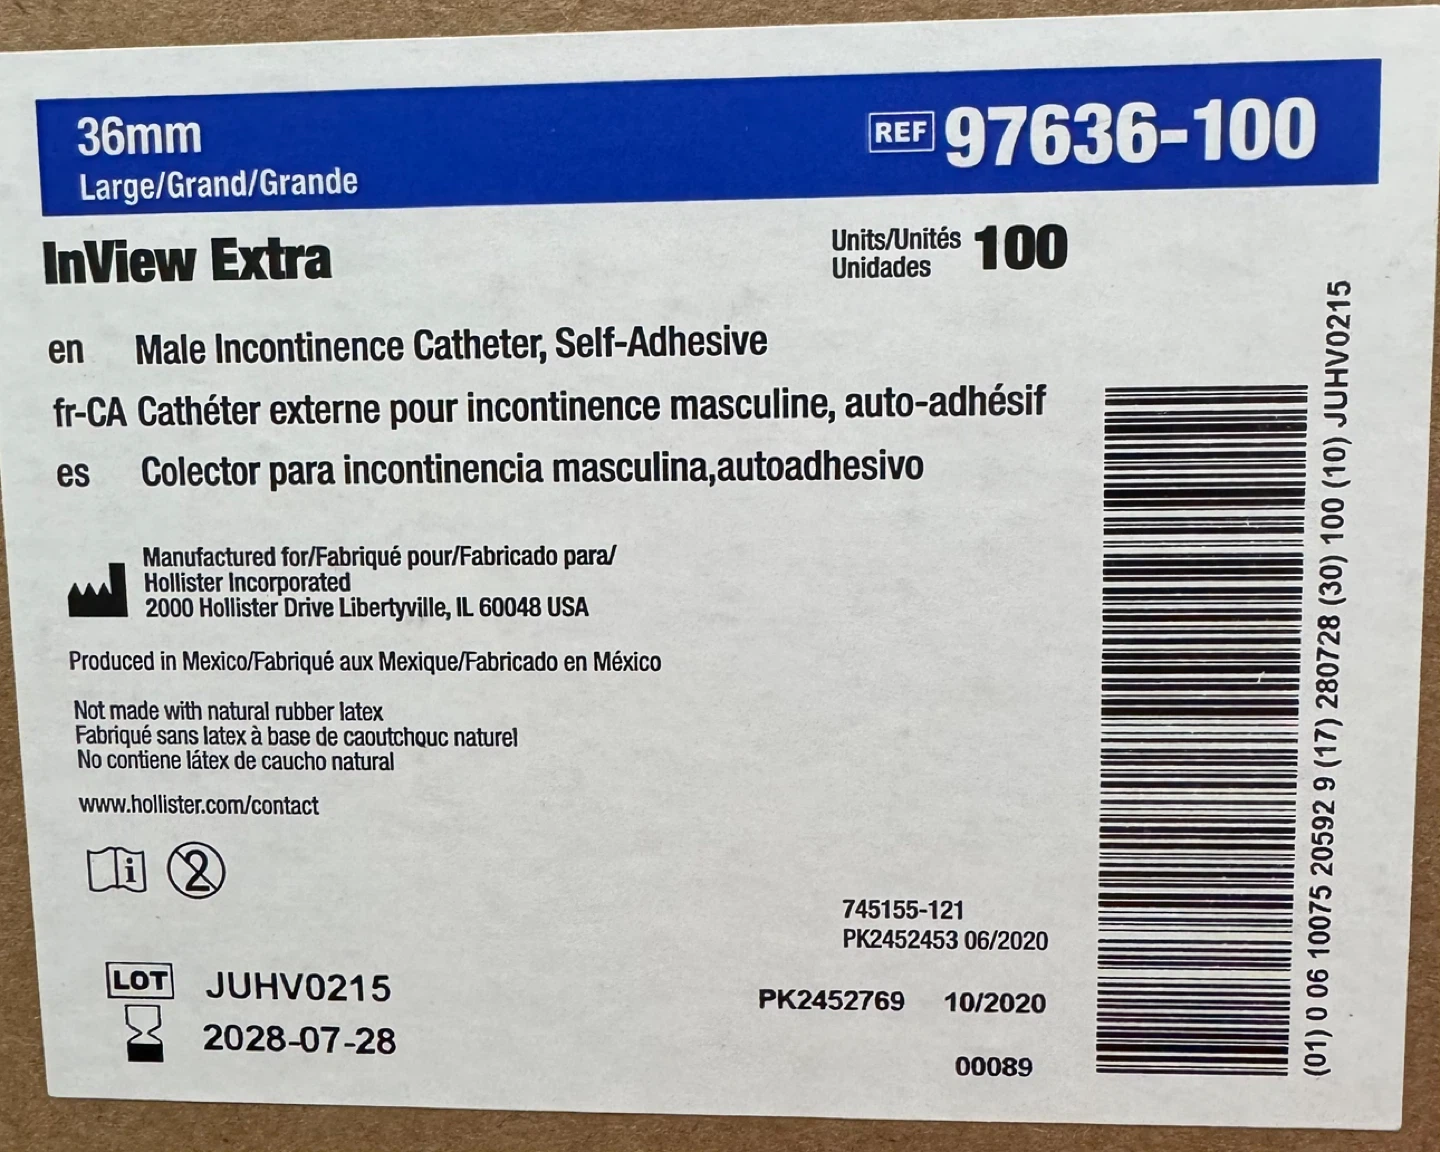 36mm
Large/Grand/Grande
REF 97636-100
InView Extra
Units/Unités
Unidades
100
en Male Incontinence Catheter, Self-Adhesive
fr-CA Cathéter externe pour incontinence masculine, auto-adhésif
es Colector para incontinencia masculina,autoadhesivo
Manufactured for/Fabriqué pour/Fabricado para/
Hollister Incorporated
2000 Hollister Drive Libertyville, IL 60048 USA
Produced in Mexico/Fabriqué aux Mexique/Fabricado en México
Not made with natural rubber latex
Fabriqué sans latex à base de caoutchouc naturel
No contiene látex de caucho natural
www.hollister.com/contact
i 2
745155-121
PK2452453 06/2020
LOT JUHV0215
PK2452769 10/2020
2028-07-28
00089
(01) 0 06 10075 20592 9 (17) 280728 (30) 100 (10) JUHV0215